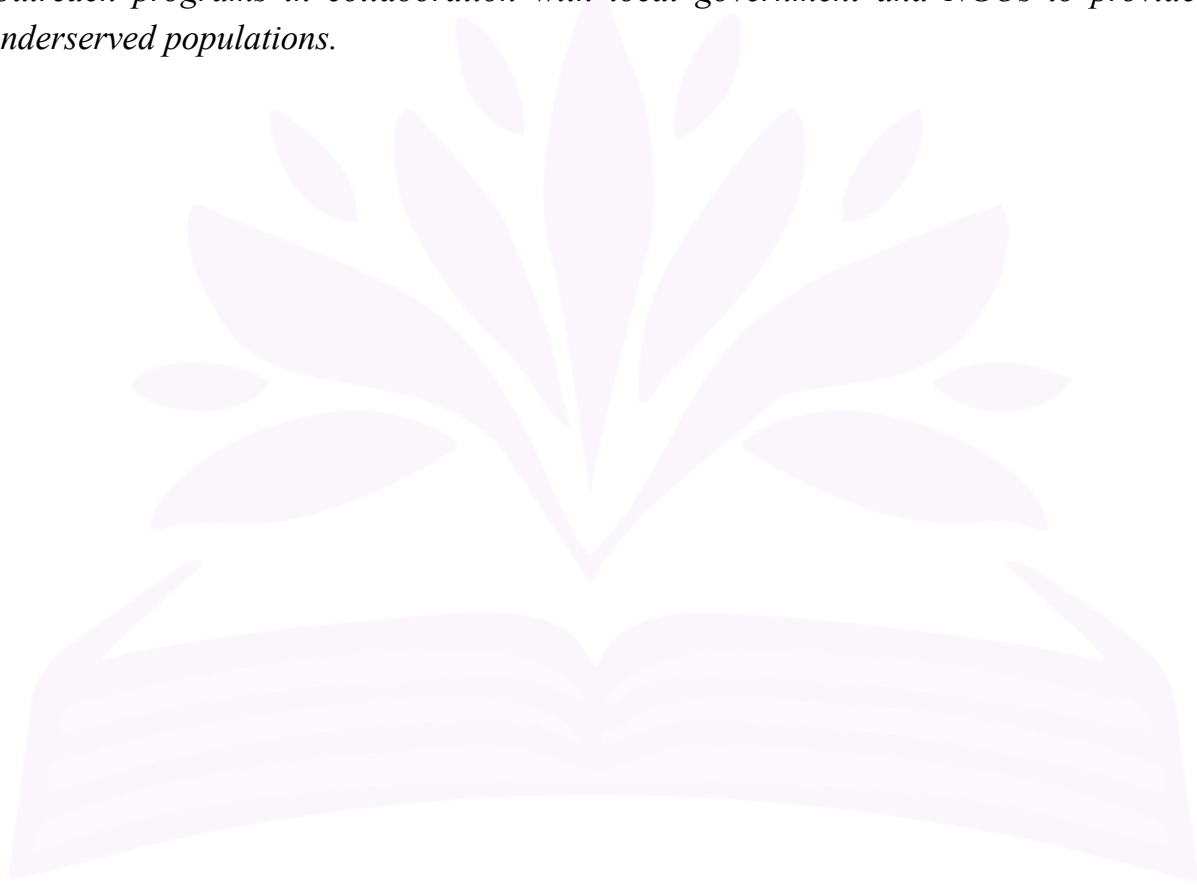 outreach programs in collaboration with local government and NGOs to provide
nderserved populations.